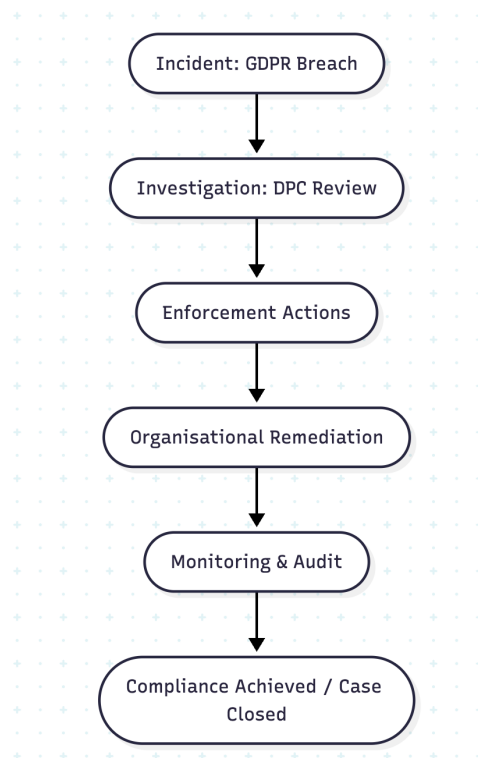 Incident: GDPR Breach
Investigation: DPC Review
Enforcement Actions
Organisational Remediation
Monitoring & Audit
Compliance Achieved / Case
Closed